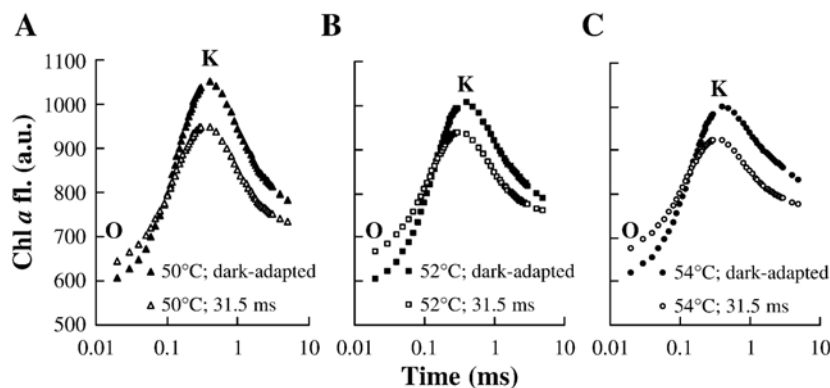 A
B
C
Chl a fl. (a.u.)
1100
1000
900
800
700
600
500
K
O
50°C; dark-adapted
50°C; 31.5 ms
0.01 0.1 1 10
K
O
52°C; dark-adapted
52°C; 31.5 ms
0.01 0.1 1 10
K
O
54°C; dark-adapted
54°C; 31.5 ms
0.01 0.1 1 10
Time (ms)